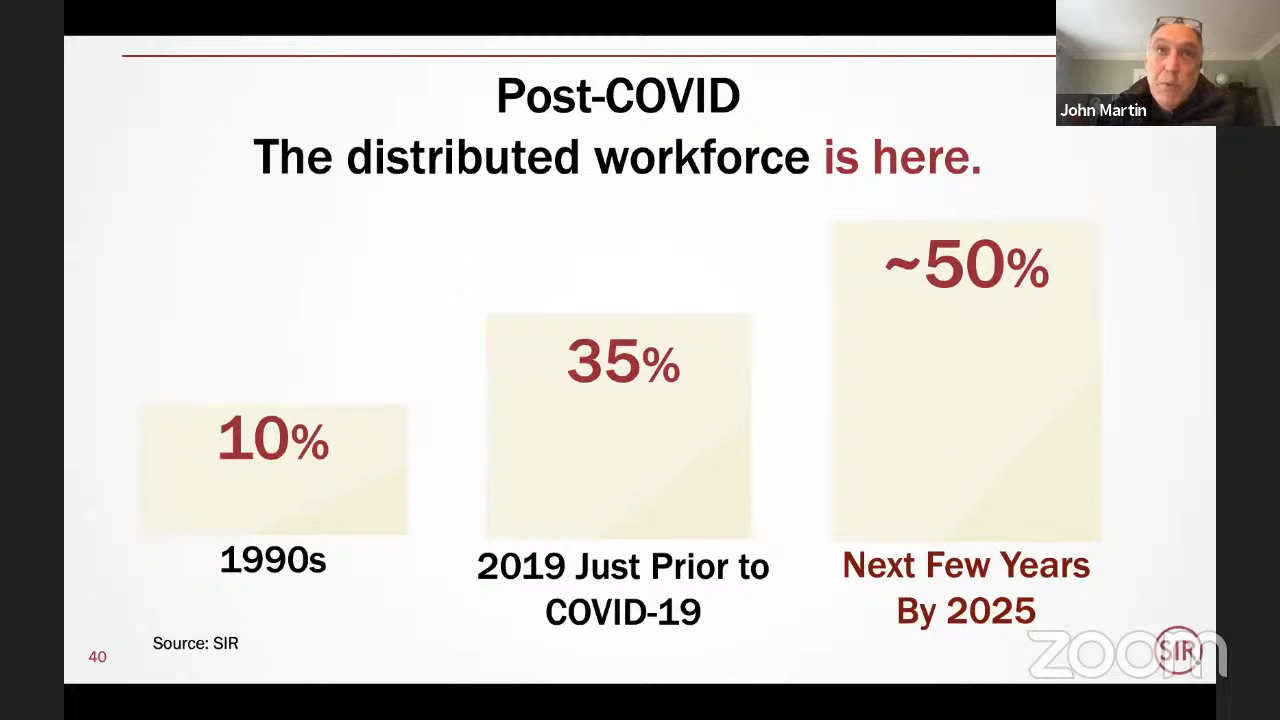 Post-COVID
The distributed workforce is here.
John Martin
~50%
35%
10%
1990s
2019 Just Prior to
COVID-19
Next Few Years
By 2025
Source: SIR
40
zoom
SIR